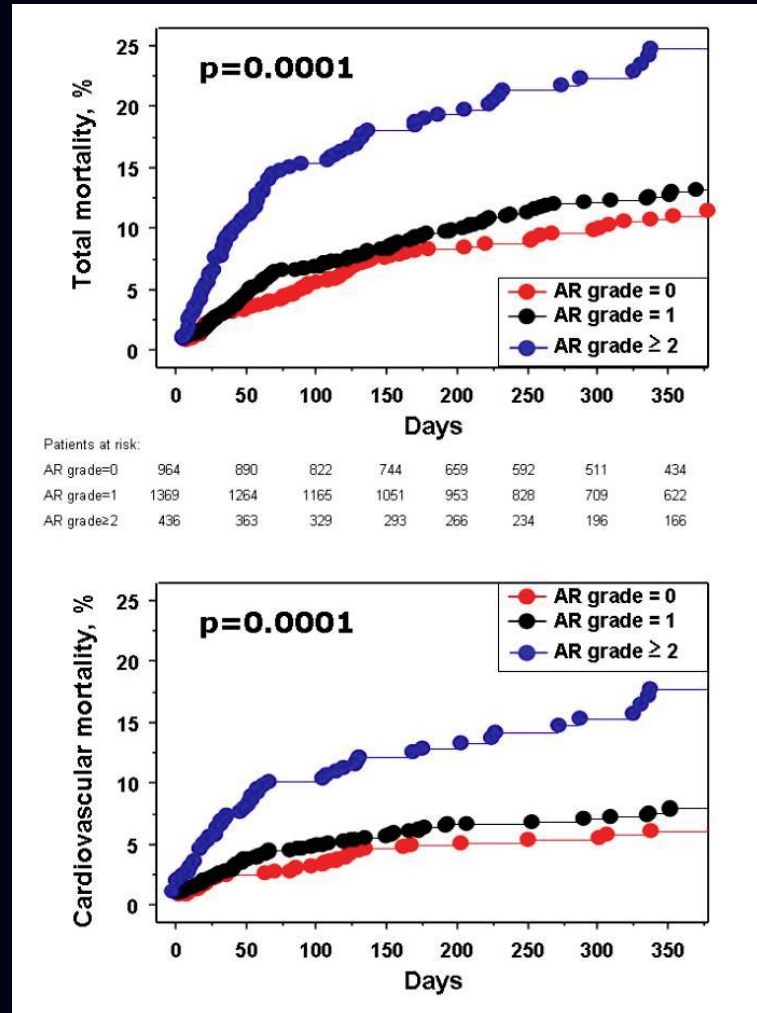 p=0.0001
Total mortality, %
25
20
15
10
5
0
AR grade = 0
AR grade = 1
AR grade ≥ 2
0 50 100 150 200 250 300 350
Days
Patients at risk:
AR grade=0 964 890 822 744 659 592 511 434
AR grade=1 1369 1264 1165 1051 953 828 709 622
AR grade≥2 436 363 329 293 266 234 196 166
p=0.0001
Cardiovascular mortality, %
25
20
15
10
5
0
AR grade = 0
AR grade = 1
AR grade ≥ 2
0 50 100 150 200 250 300 350
Days